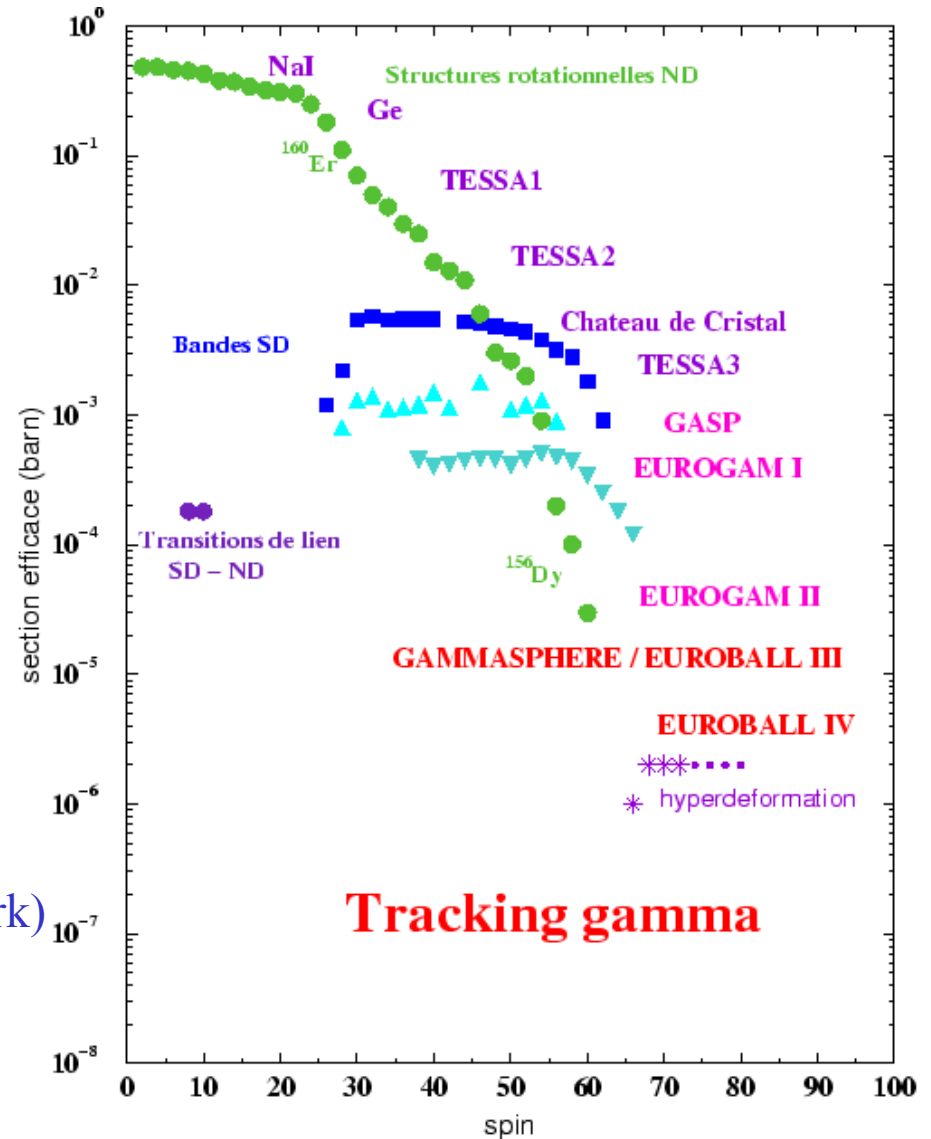 10⁰
NaI
Structures rotationnelles ND
Ge
10⁻¹
¹⁶⁰Er
TESSA1
TESSA2
10⁻²
Chateau de Cristal
Bandes SD
TESSA3
10⁻³
GASP
EUROGAM I
section efficace (barn)
10⁻⁴
Transitions de lien
SD – ND
¹⁵⁶Dy
EUROGAM II
GAMMASPHERE / EUROBALL III
10⁻⁵
EUROBALL IV
10⁻⁶
hyperdeformation
rk)
10⁻⁷
Tracking gamma
10⁻⁸
0 10 20 30 40 50 60 70 80 90 100
spin